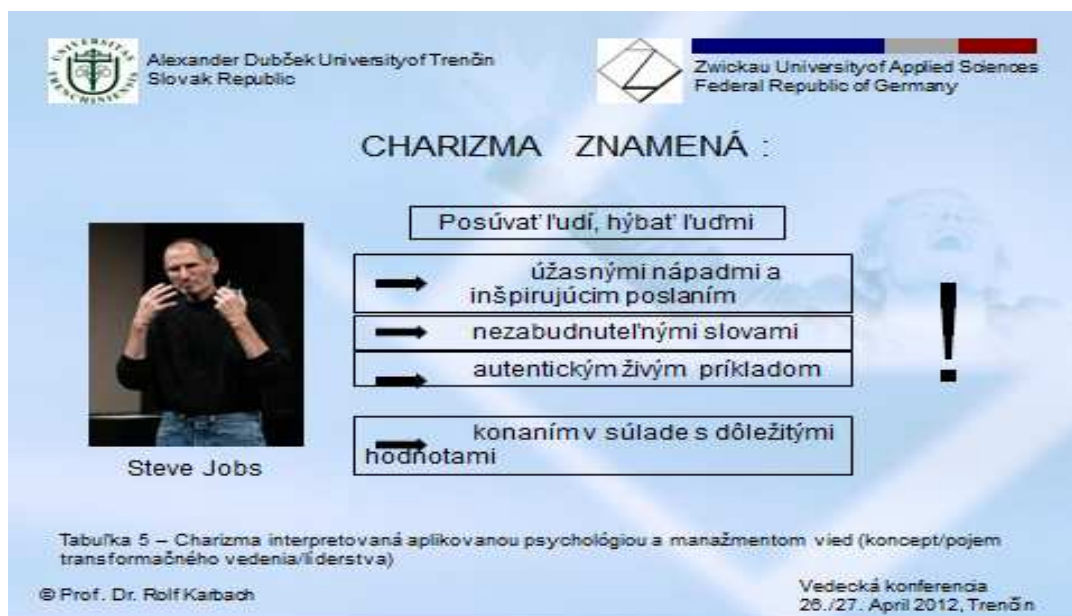 UNIVERSITAS TRENCHINIENSIS
Alexander Dubček Universityof Trenčin
Slovak Republic
Zwickau Universityof Applied Sciences
Federal Republic of Germany
CHARIZMA ZNAMENÁ :
Posúvať ľudí, hýbať ľuďmi
úžasnými nápadmi a
inšpirujúcim poslaním
nezabudnuteľnými slovami
autentickým živým príkladom
konaním v súlade s dôležitými
hodnotami
!
Steve Jobs
Tabuľka 5 – Charizma interpretovaná aplikovanou psychológiou a manažmentom vied (koncept/pojem
transformačného vedenia/líderstva)
© Prof. Dr. Rolf Karbach
Vedecká konferencia
26./27. April 2012, Trenčín